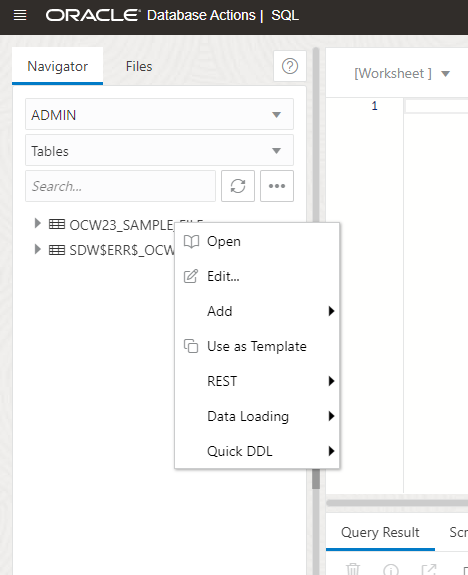 ORACLE Database Actions | SQL
Navigator Files
[Worksheet ]
ADMIN
1
Tables
Search...
OCW23_SAMPLE_FILE
SDW$ERR$_OCW
Open
Edit...
Add
Use as Template
REST
Data Loading
Quick DDL
Query Result Scr